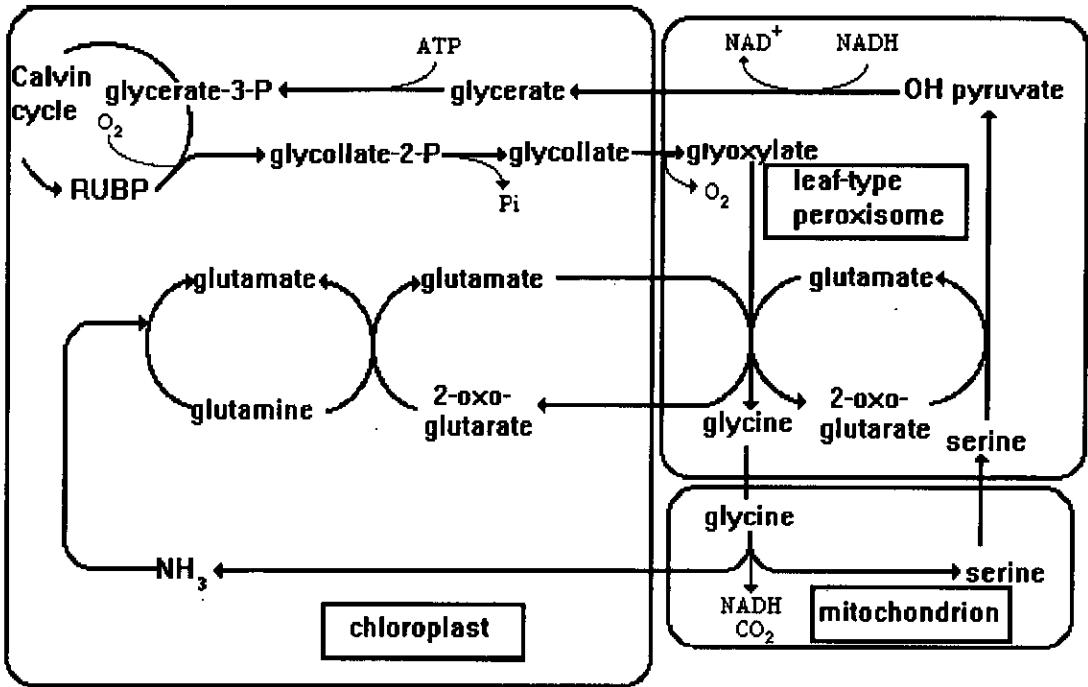 ATP
NAD+
NADH
Calvin
cycle
glycerate-3-P
glycerate
OH pyruvate
O2
RUBP
glycollate-2-P
glycollate
glyoxylate
Pi
O2
leaf-type
peroxisome
glutamate
glutamate
glutamate
glutamine
2-oxo-
glutarate
glycine
2-oxo-
glutarate
serine
glycine
NH3
serine
NADH
CO2
chloroplast
mitochondrion